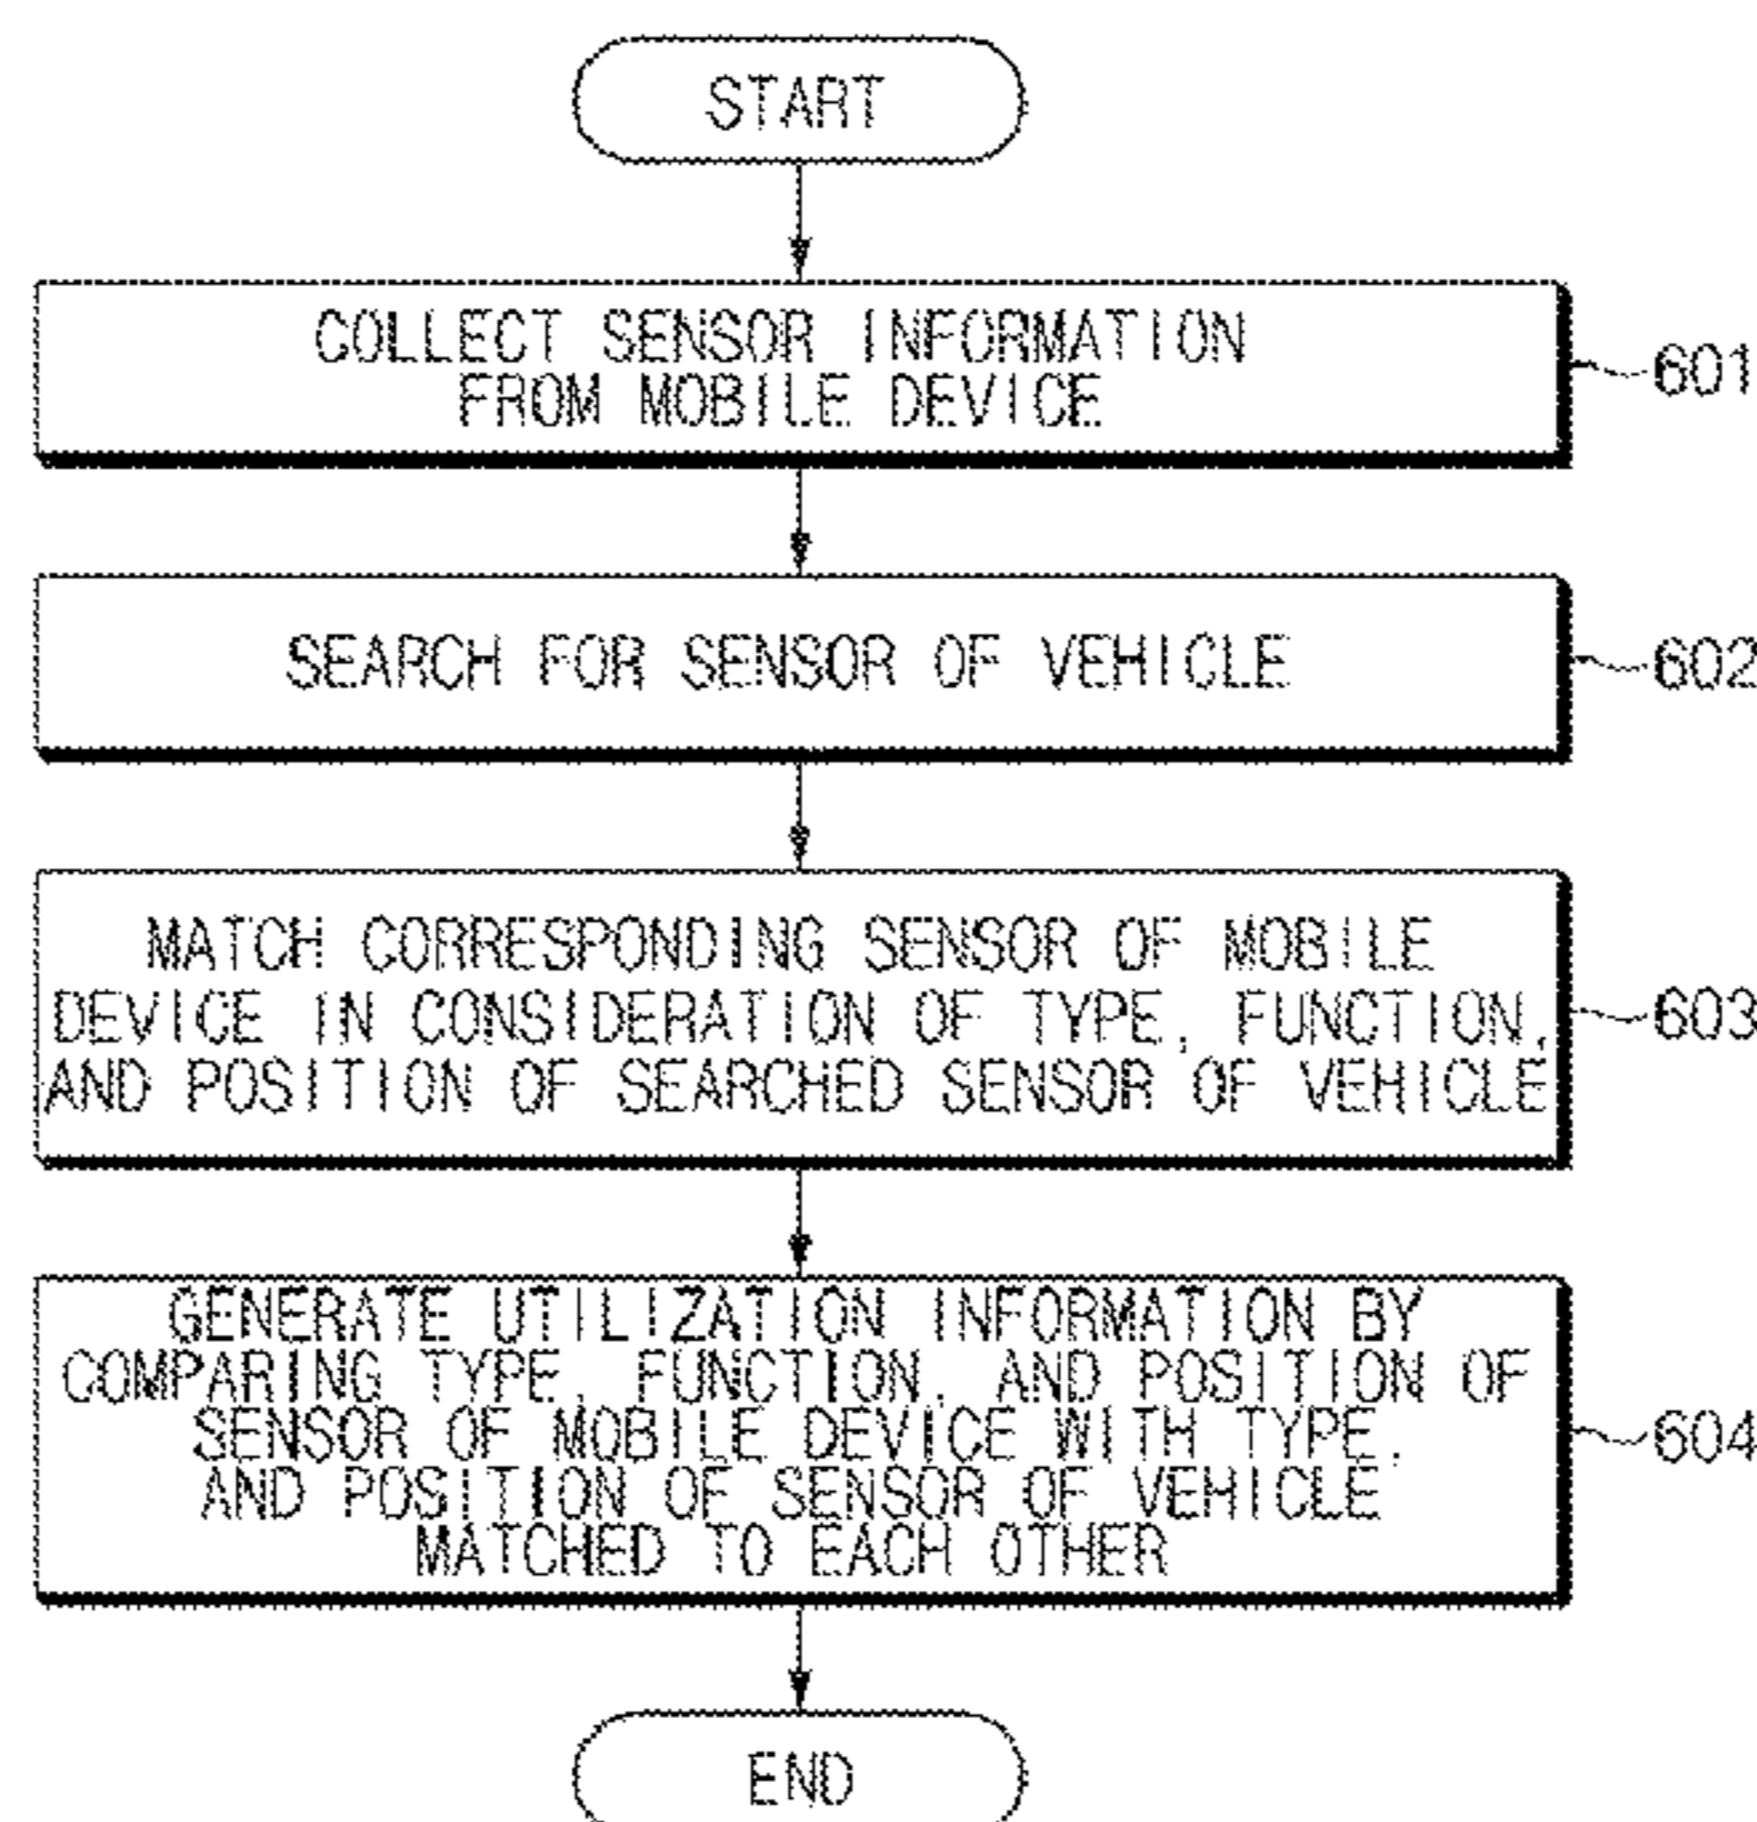 START
COLLECT SENSOR INFORMATION
FROM MOBILE DEVICE
601
SEARCH FOR SENSOR OF VEHICLE
602
MATCH CORRESPONDING SENSOR OF MOBILE
DEVICE IN CONSIDERATION OF TYPE, FUNCTION,
AND POSITION OF SEARCHED SENSOR OF VEHICLE
603
GENERATE UTILIZATION INFORMATION BY
COMPARING TYPE, FUNCTION, AND POSITION OF
SENSOR OF MOBILE DEVICE WITH TYPE,
AND POSITION OF SENSOR OF VEHICLE
MATCHED TO EACH OTHER
604
END